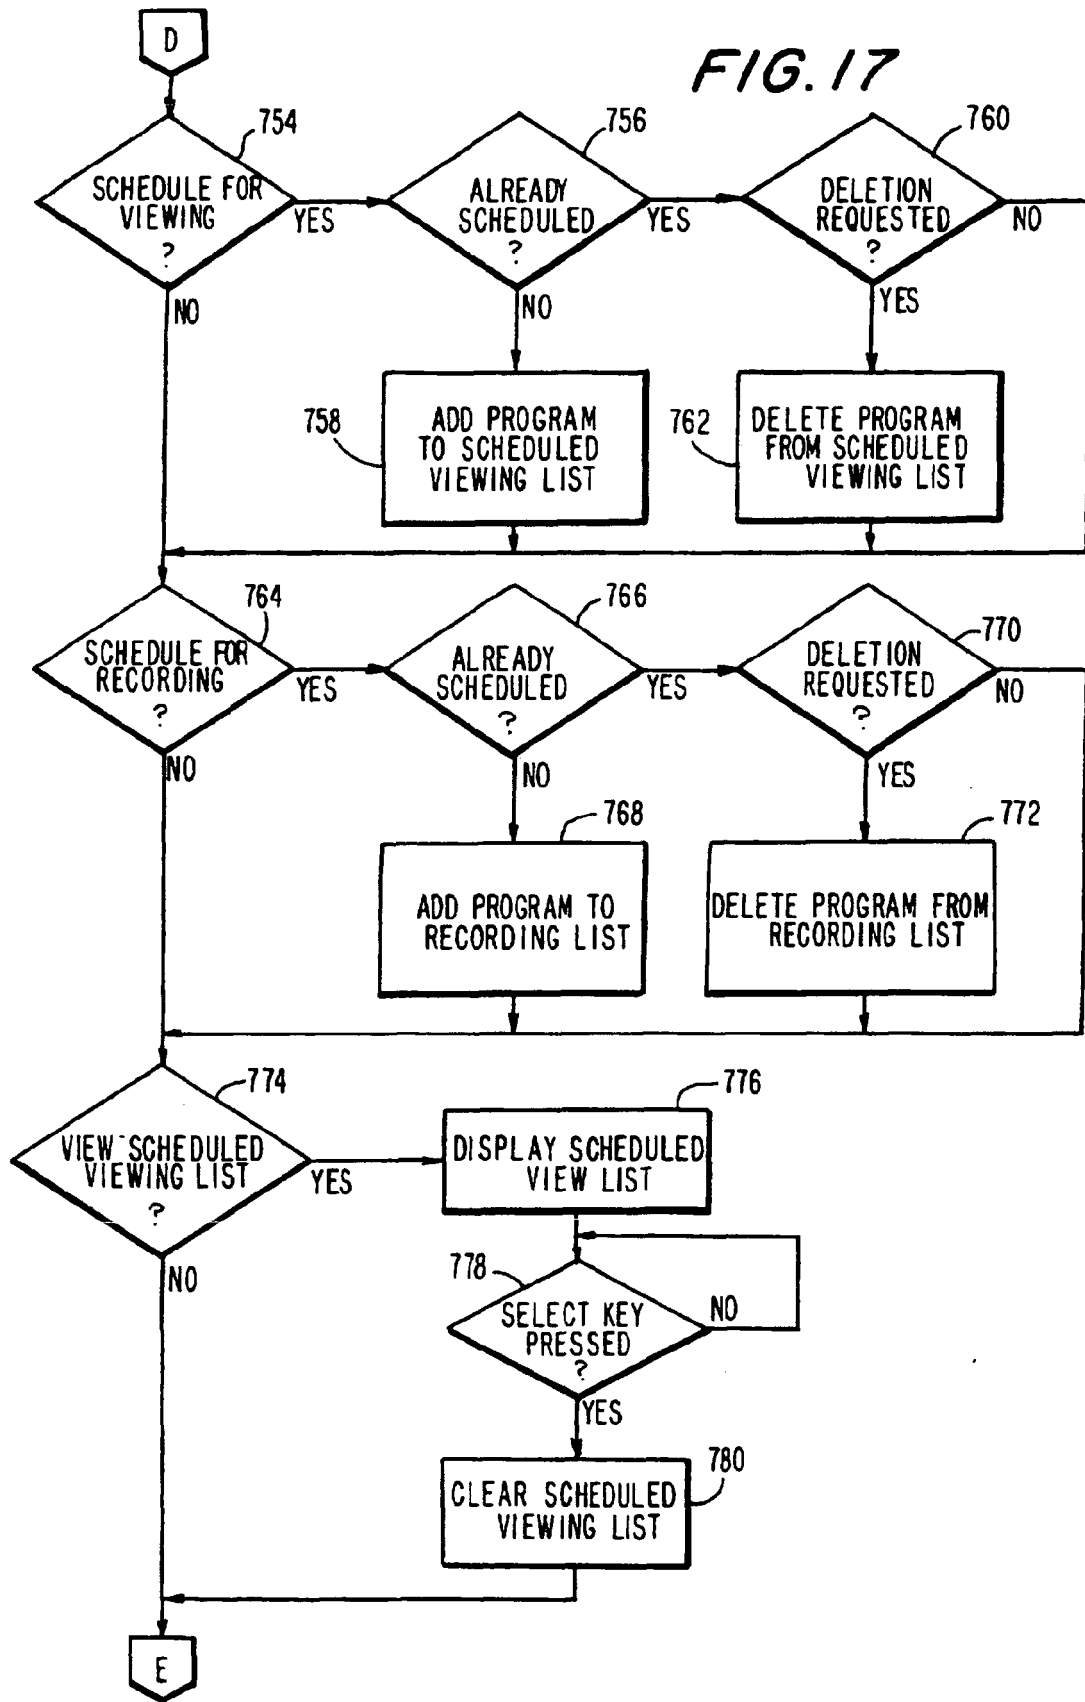 D
FIG. 17
754
SCHEDULE FOR
VIEWING
?
YES
NO
756
ALREADY
SCHEDULED
?
YES
NO
760
DELETION
REQUESTED
?
NO
YES
758
ADD PROGRAM
TO SCHEDULED
VIEWING LIST
762
DELETE PROGRAM
FROM SCHEDULED
VIEWING LIST
764
SCHEDULE FOR
RECORDING
?
YES
NO
766
ALREADY
SCHEDULED
?
YES
NO
770
DELETION
REQUESTED
?
NO
YES
768
ADD PROGRAM TO
RECORDING LIST
772
DELETE PROGRAM FROM
RECORDING LIST
774
VIEW SCHEDULED
VIEWING LIST
?
YES
NO
776
DISPLAY SCHEDULED
VIEW LIST
778
SELECT KEY
PRESSED
?
NO
YES
780
CLEAR SCHEDULED
VIEWING LIST
E